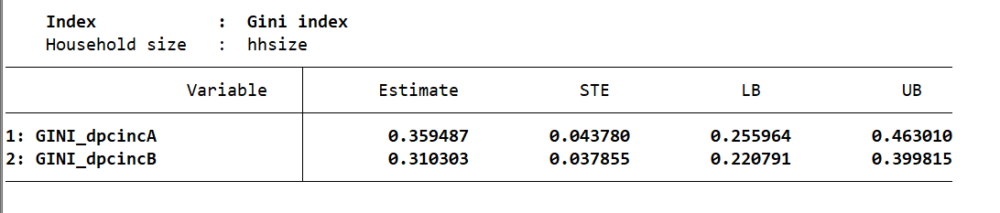 Index : Gini index
Household size : hhsize
Variable Estimate STE LB UB
1: GINI_dpcincA 0.359487 0.043780 0.255964 0.463010
2: GINI_dpcincB 0.310303 0.037855 0.220791 0.399815